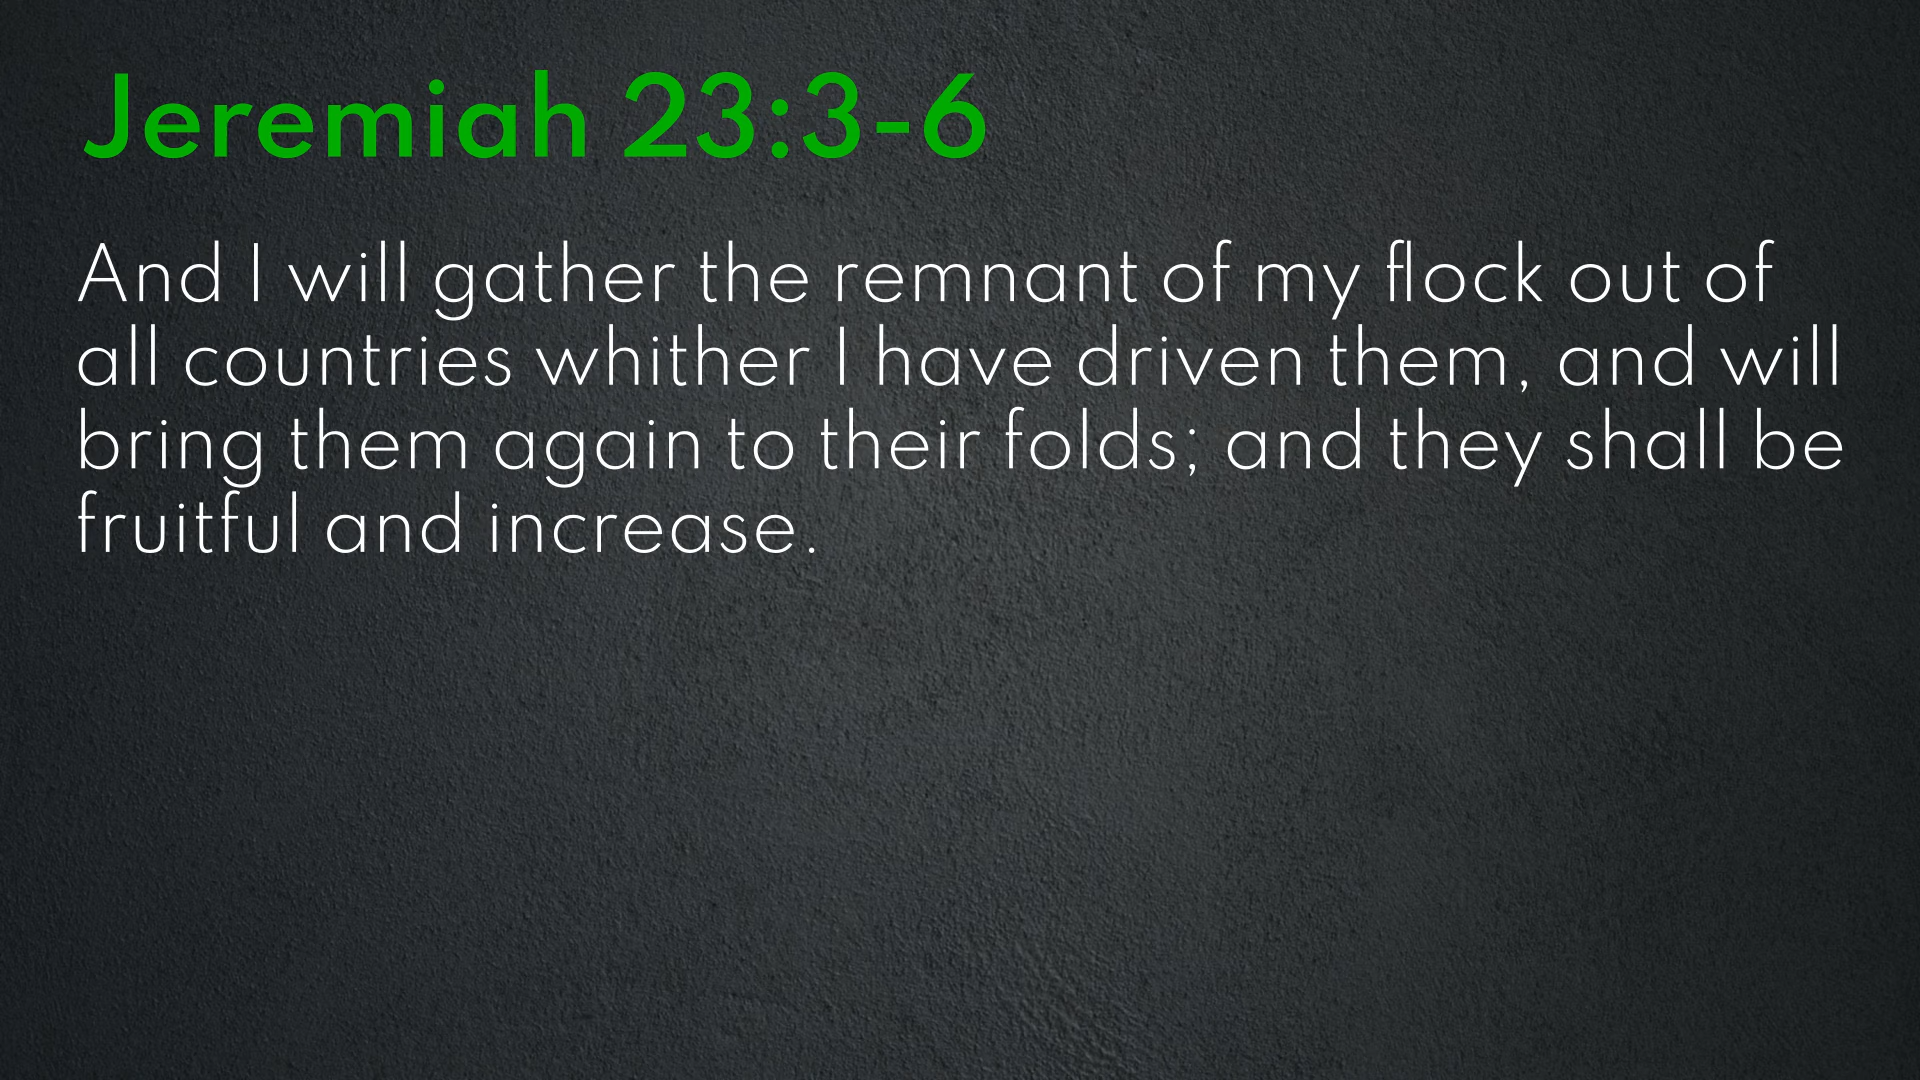 Jeremiah 23:3-6
And I will gather the remnant of my flock out of
all countries whither I have driven them, and will
bring them again to their folds; and they shall be
fruitful and increase.